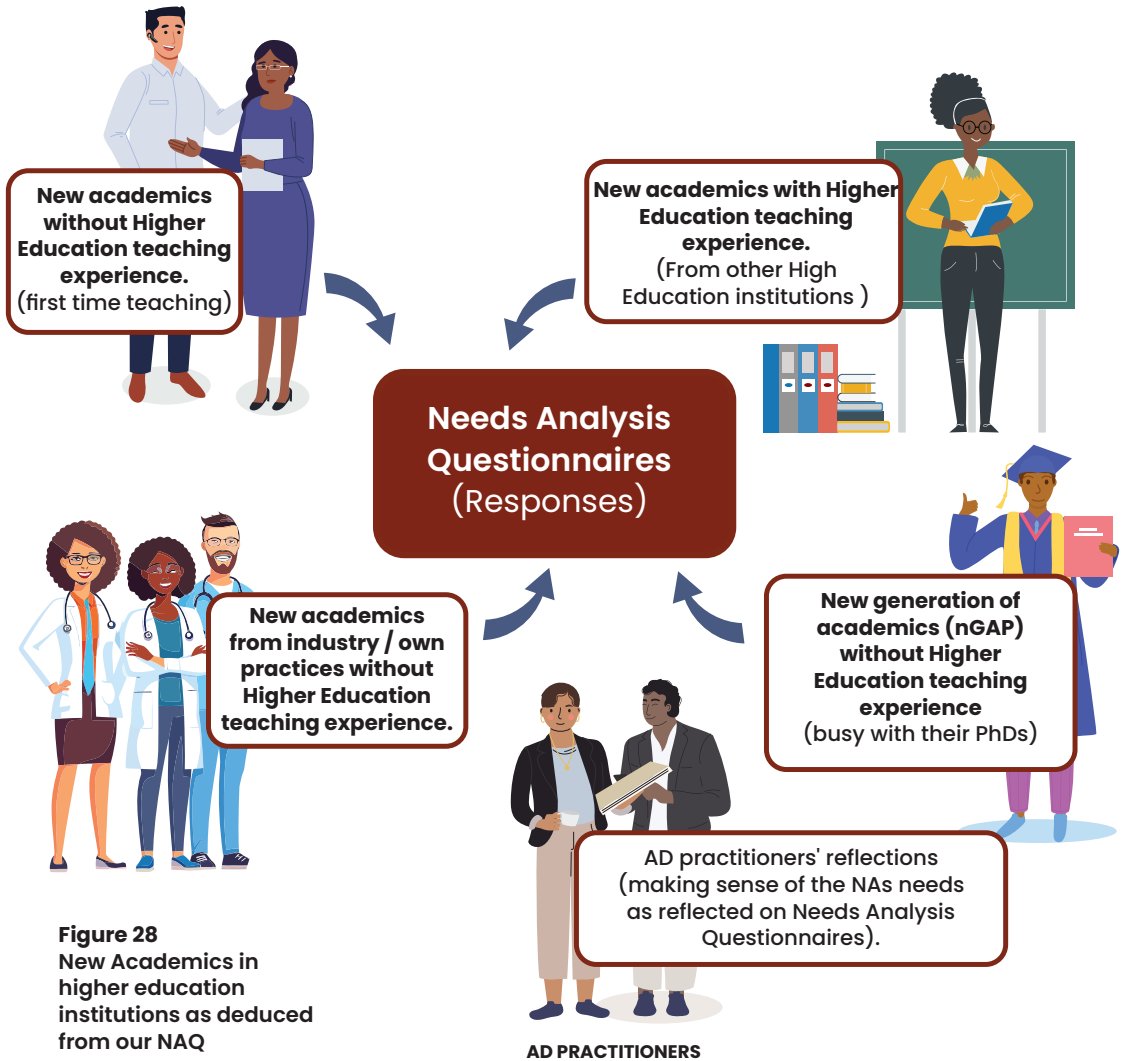 New academics
without Higher
Education teaching
experience.
(first time teaching)
New academics with Higher
Education teaching
experience.
(From other High
Education institutions )
Needs Analysis
Questionnaires
(Responses)
New academics
from industry / own
practices without
Higher Education
teaching experience.
New generation of
academics (nGAP)
without Higher
Education teaching
experience
(busy with their PhDs)
AD practitioners' reflections
(making sense of the NAs needs
as reflected on Needs Analysis
Questionnaires).
AD PRACTITIONERS
Figure 28
New Academics in
higher education
institutions as deduced
from our NAQ